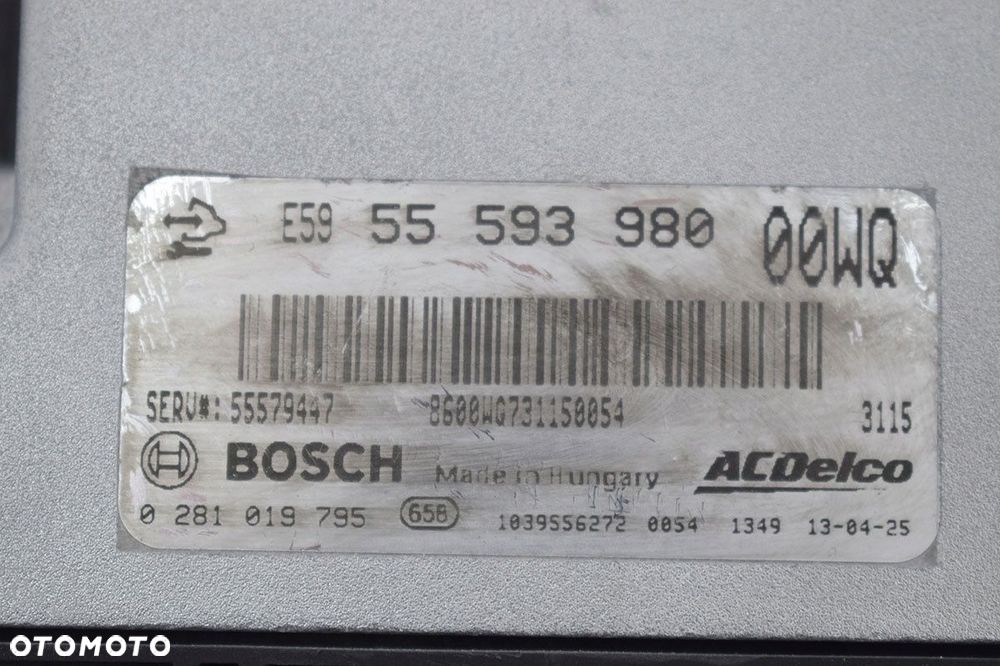 E59 55 593 980 00WQ
SERV#: 55579447 8600WQ731150054 3115
BOSCH Made in Hungary ACDelco
0 281 019 795 658 1039S56272 0054 1349 13-04-25
OTOMOTO